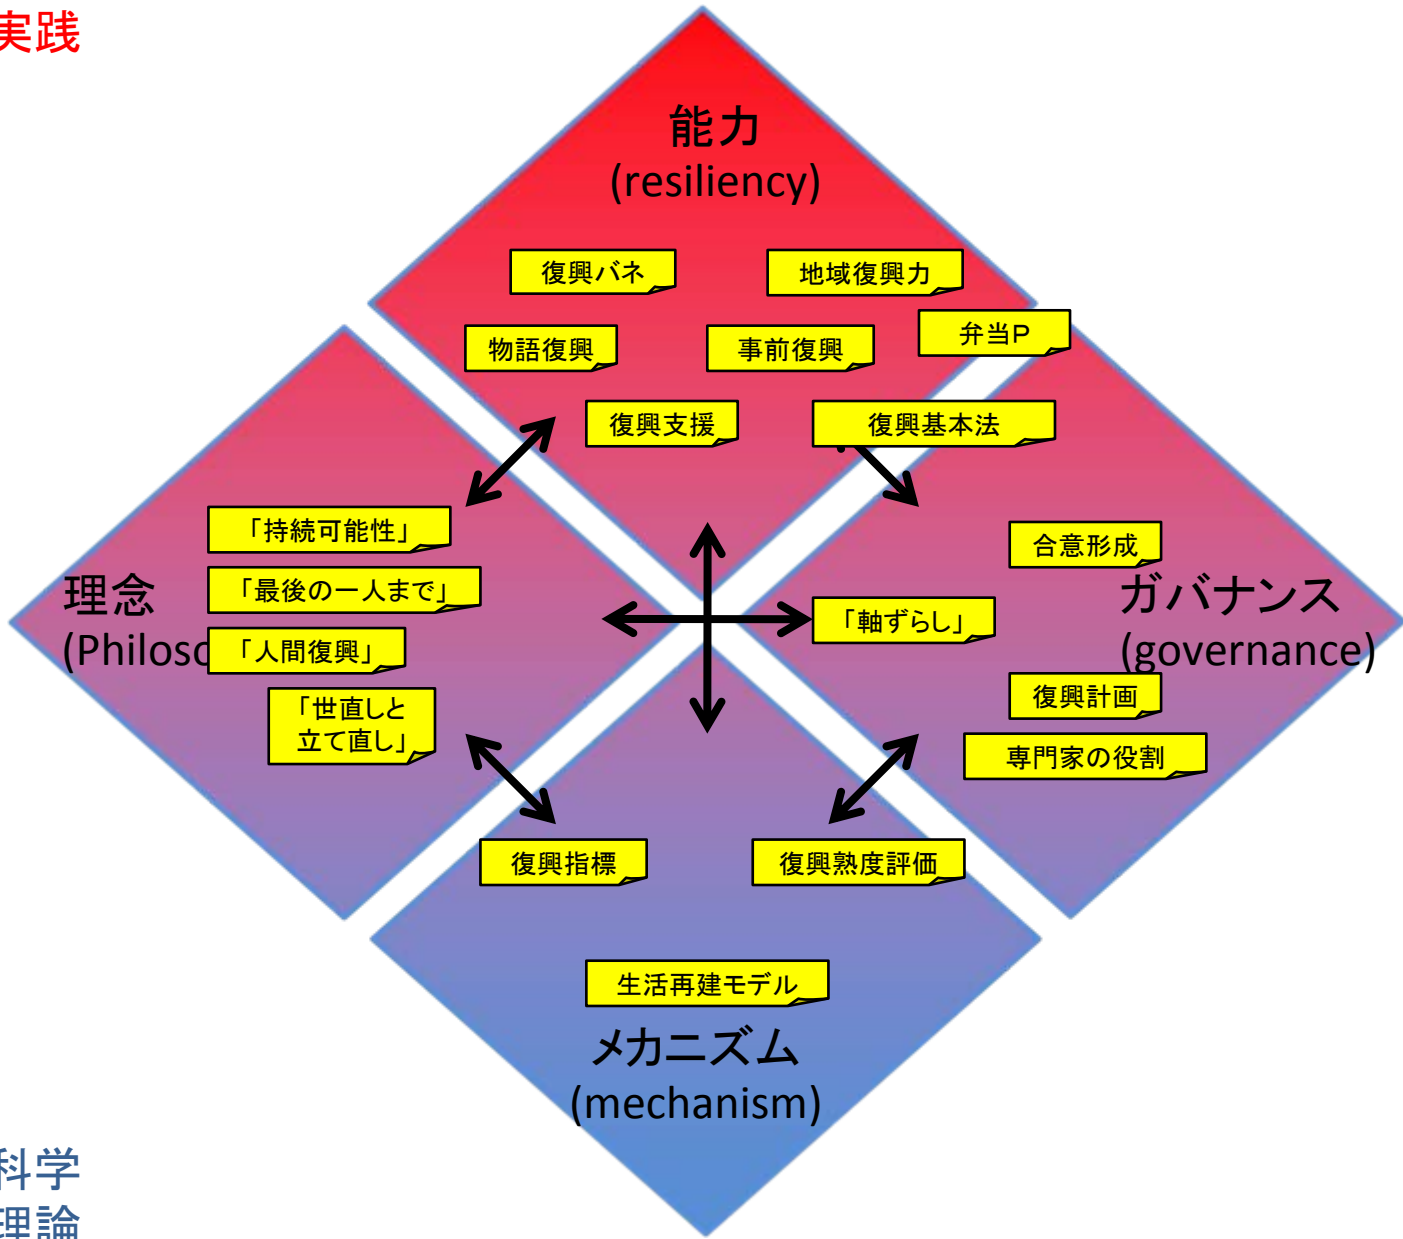 実践
能力
(resiliency)
復興バネ
地域復興力
物語復興
事前復興
弁当P
復興支援
復興基本法
「持続可能性」
理念
「最後の一人まで」
(Philoso
「人間復興」
「世直しと
立て直し」
合意形成
ガバナンス
「軸ずらし」
(governance)
復興計画
専門家の役割
復興指標
復興熟度評価
生活再建モデル
メカニズム
(mechanism)
科学
理論